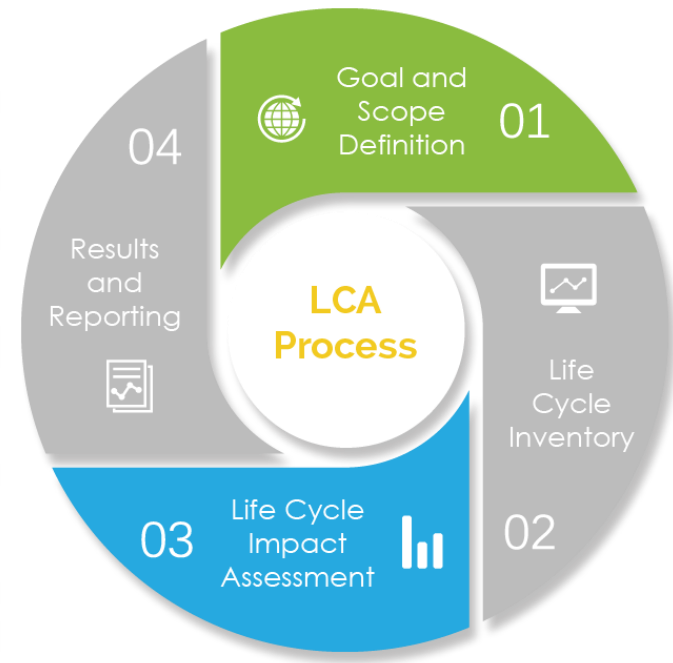 LCA
Process
Goal and
Scope
Definition
01
Life
Cycle
Inventory
02
03
Life Cycle
Impact
Assessment
04
Results
and
Reporting